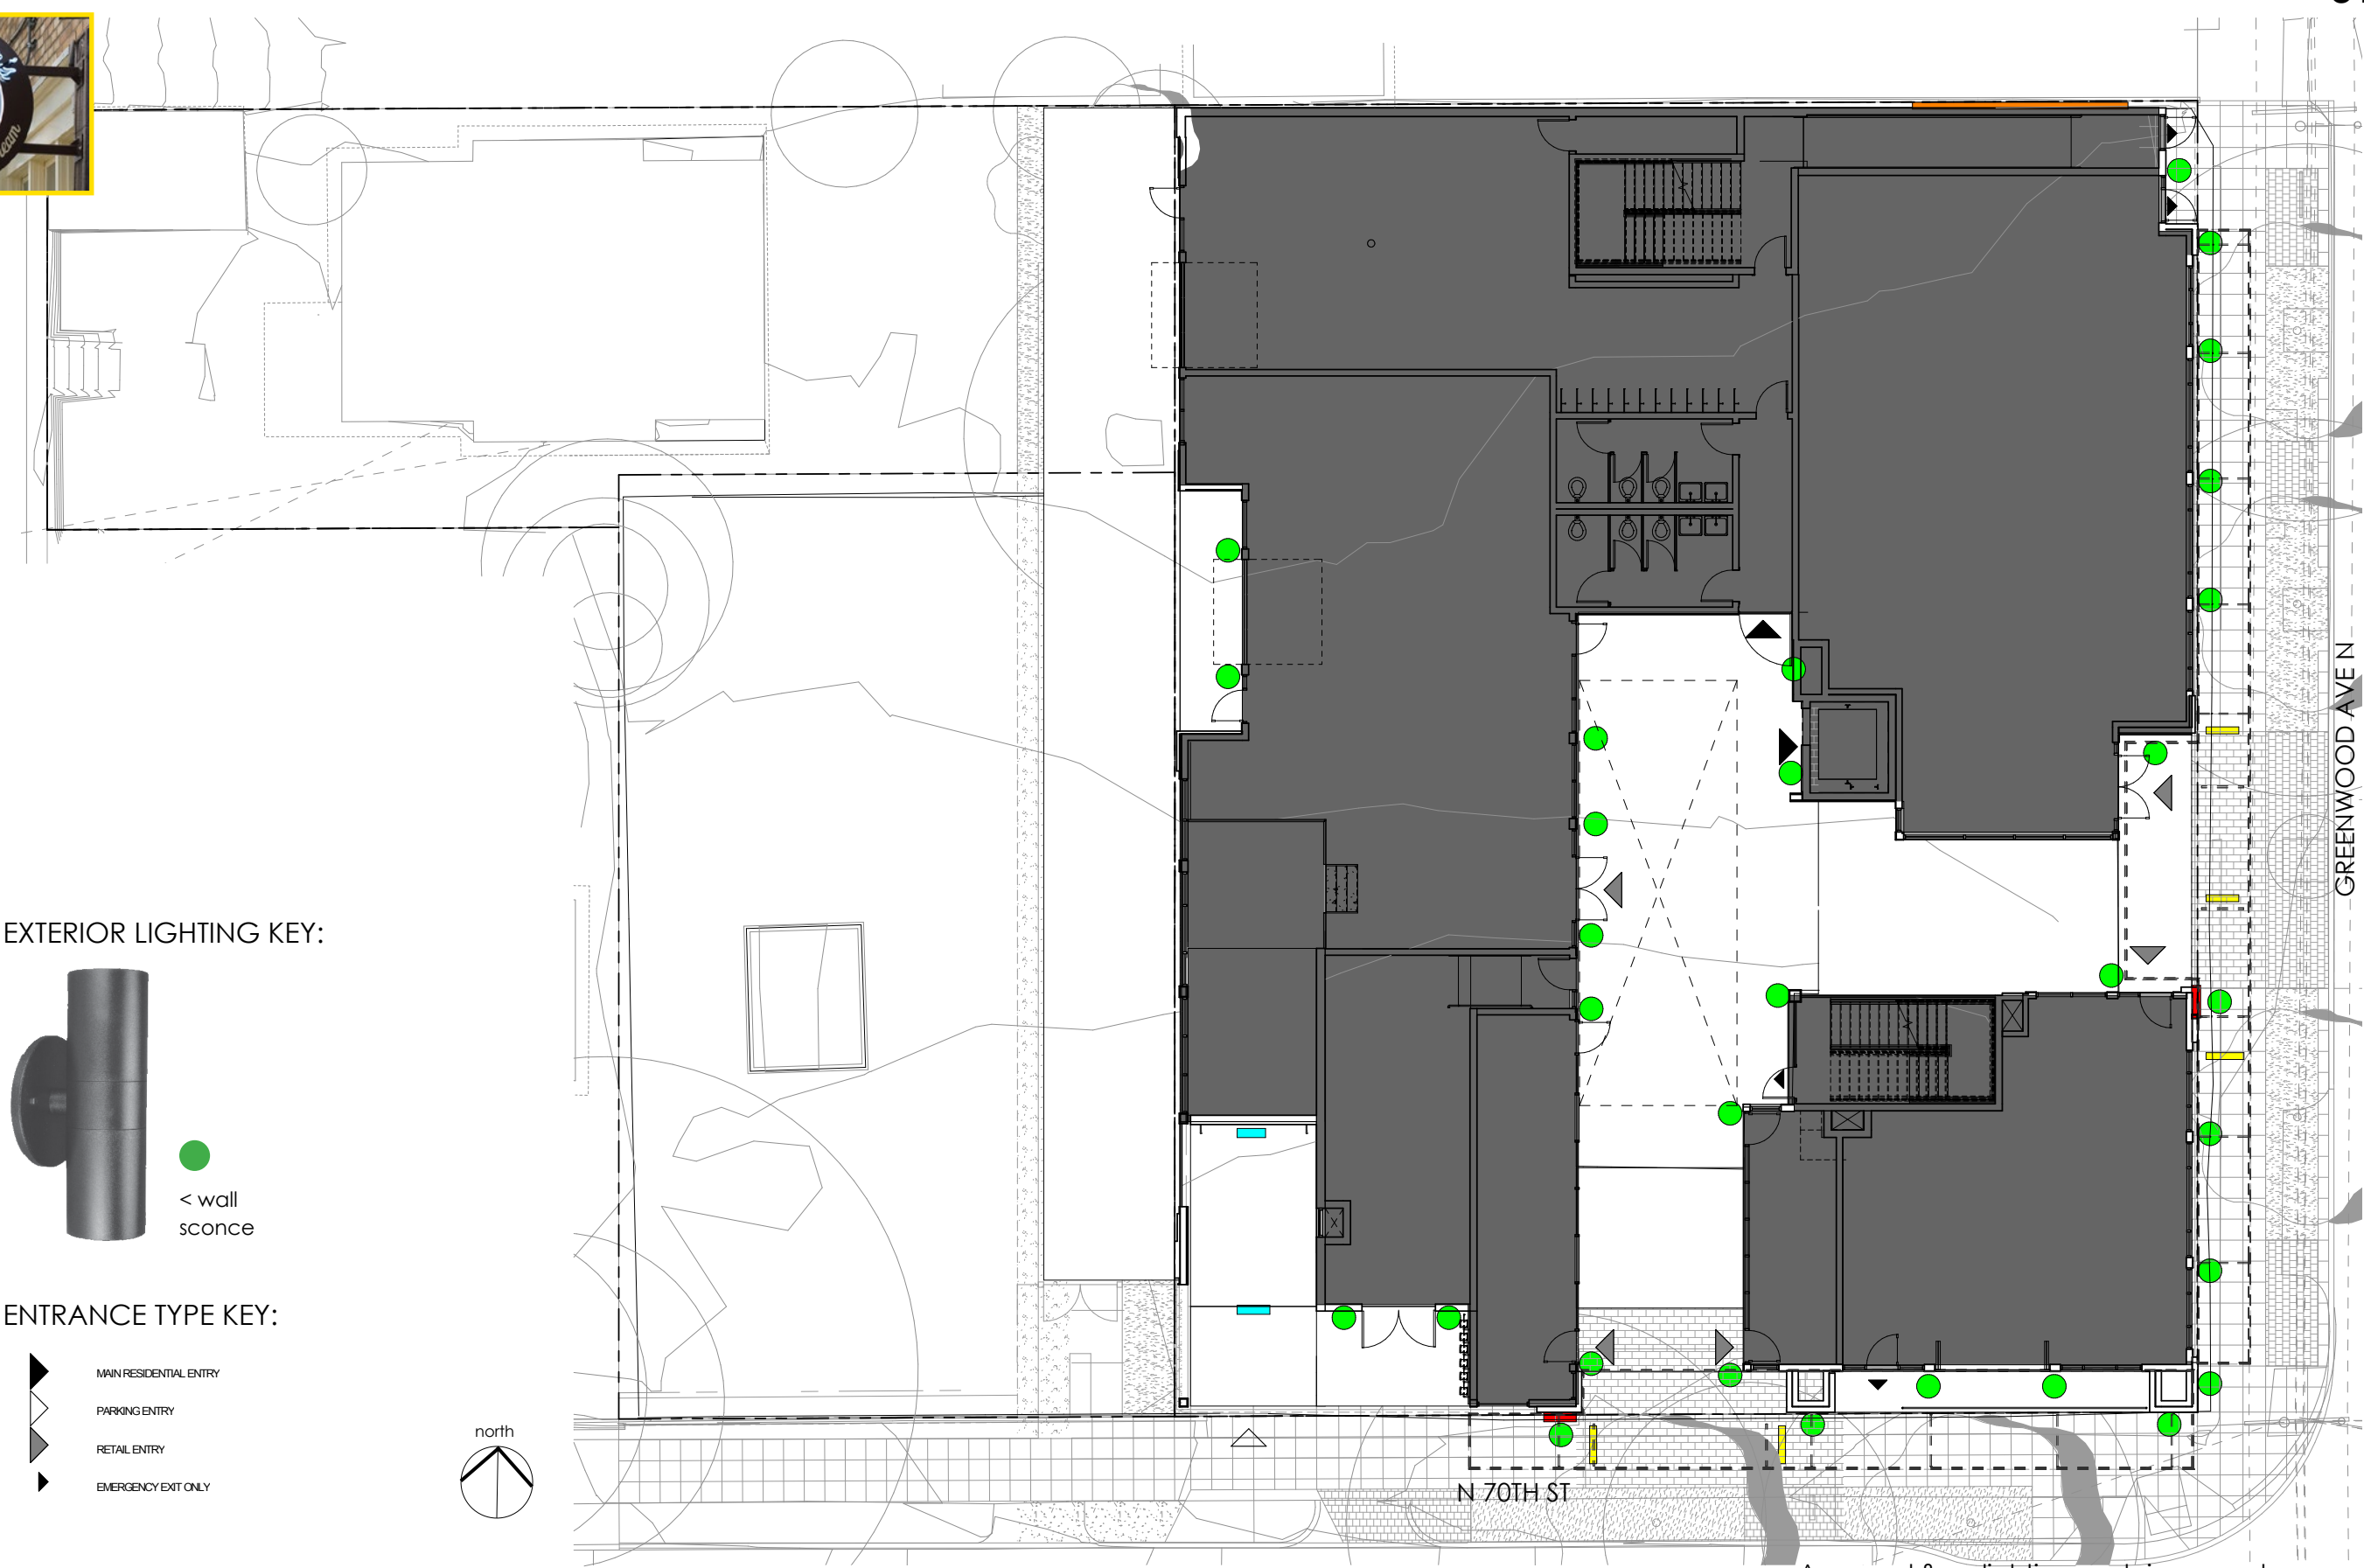 eam
EXTERIOR LIGHTING KEY:
< wall
sconce
ENTRANCE TYPE KEY:
MAIN RESIDENTIAL ENTRY
PARKING ENTRY
RETAIL ENTRY
EMERGENCY EXIT ONLY
north
N 70TH ST
GREENWOOD AVE N